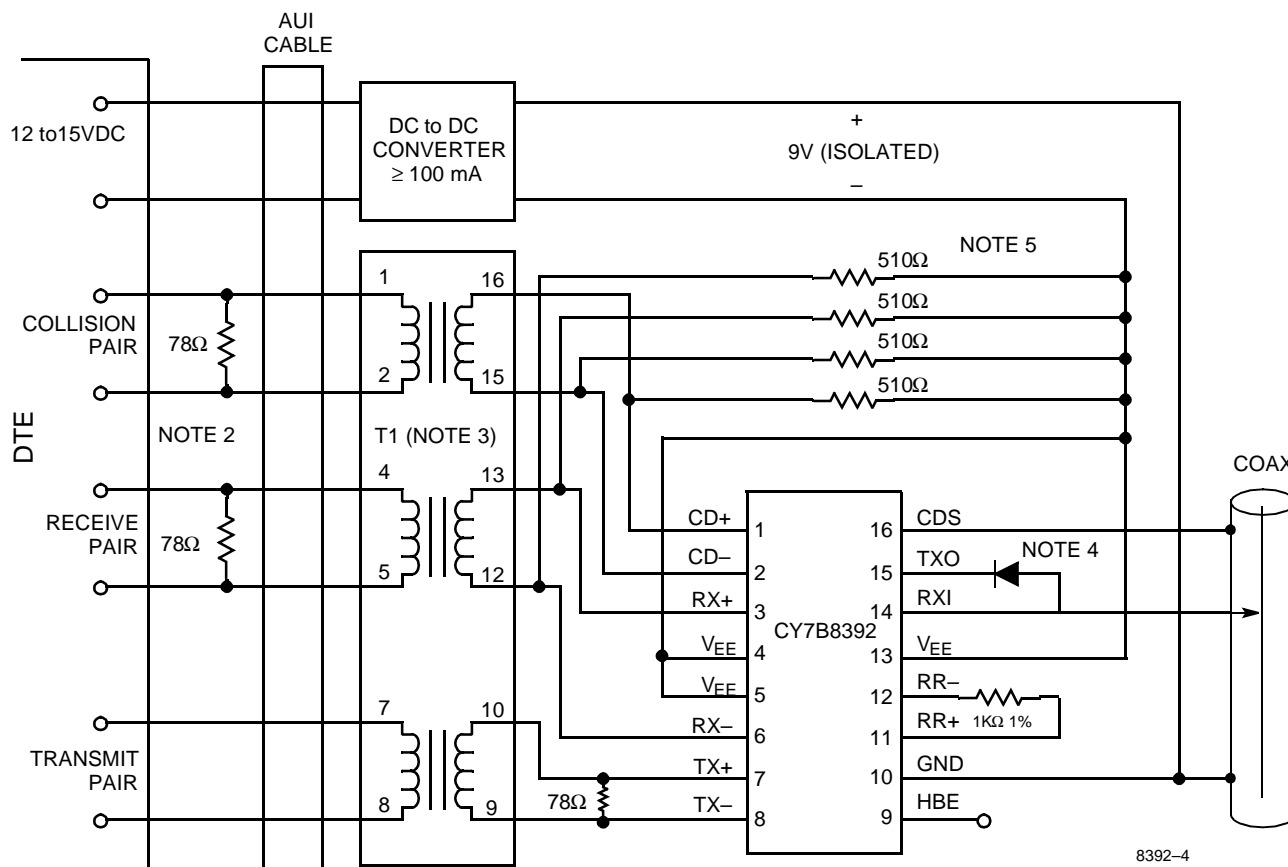 AUI
CABLE
12 to15VDC
DC to DC
CONVERTER
≥ 100 mA
+
9V (ISOLATED)
–
NOTE 5
510Ω
510Ω
510Ω
510Ω
1
16
COLLISION
PAIR
78Ω
2
15
DTE
NOTE 2
T1 (NOTE 3)
4
13
RECEIVE
PAIR
78Ω
5
12
COAX
CD+
1
16
CDS
CD–
2
15
TXO
NOTE 4
RX+
3
14
RXI
CY7B8392
VEE
4
13
VEE
VEE
5
12
RR–
1KΩ 1%
RX–
6
11
RR+
7
10
TX+
7
10
GND
TRANSMIT
PAIR
78Ω
8
9
TX–
8
9
HBE
8392–4